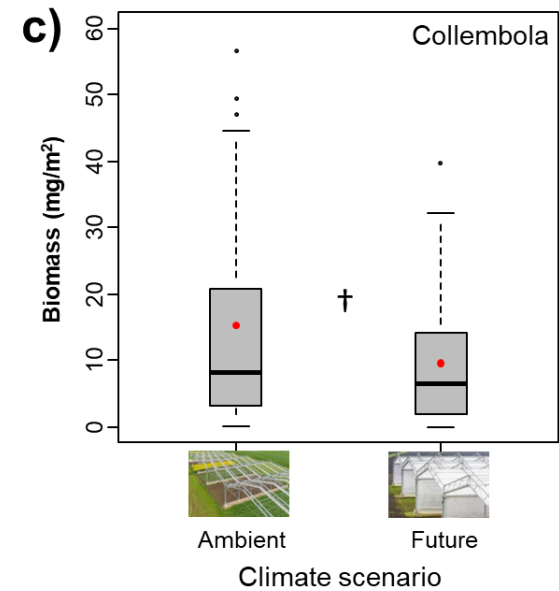 c)
Collembola
60
50
40
30
20
10
0
Biomass (mg/m²)
†
Ambient Future
Climate scenario